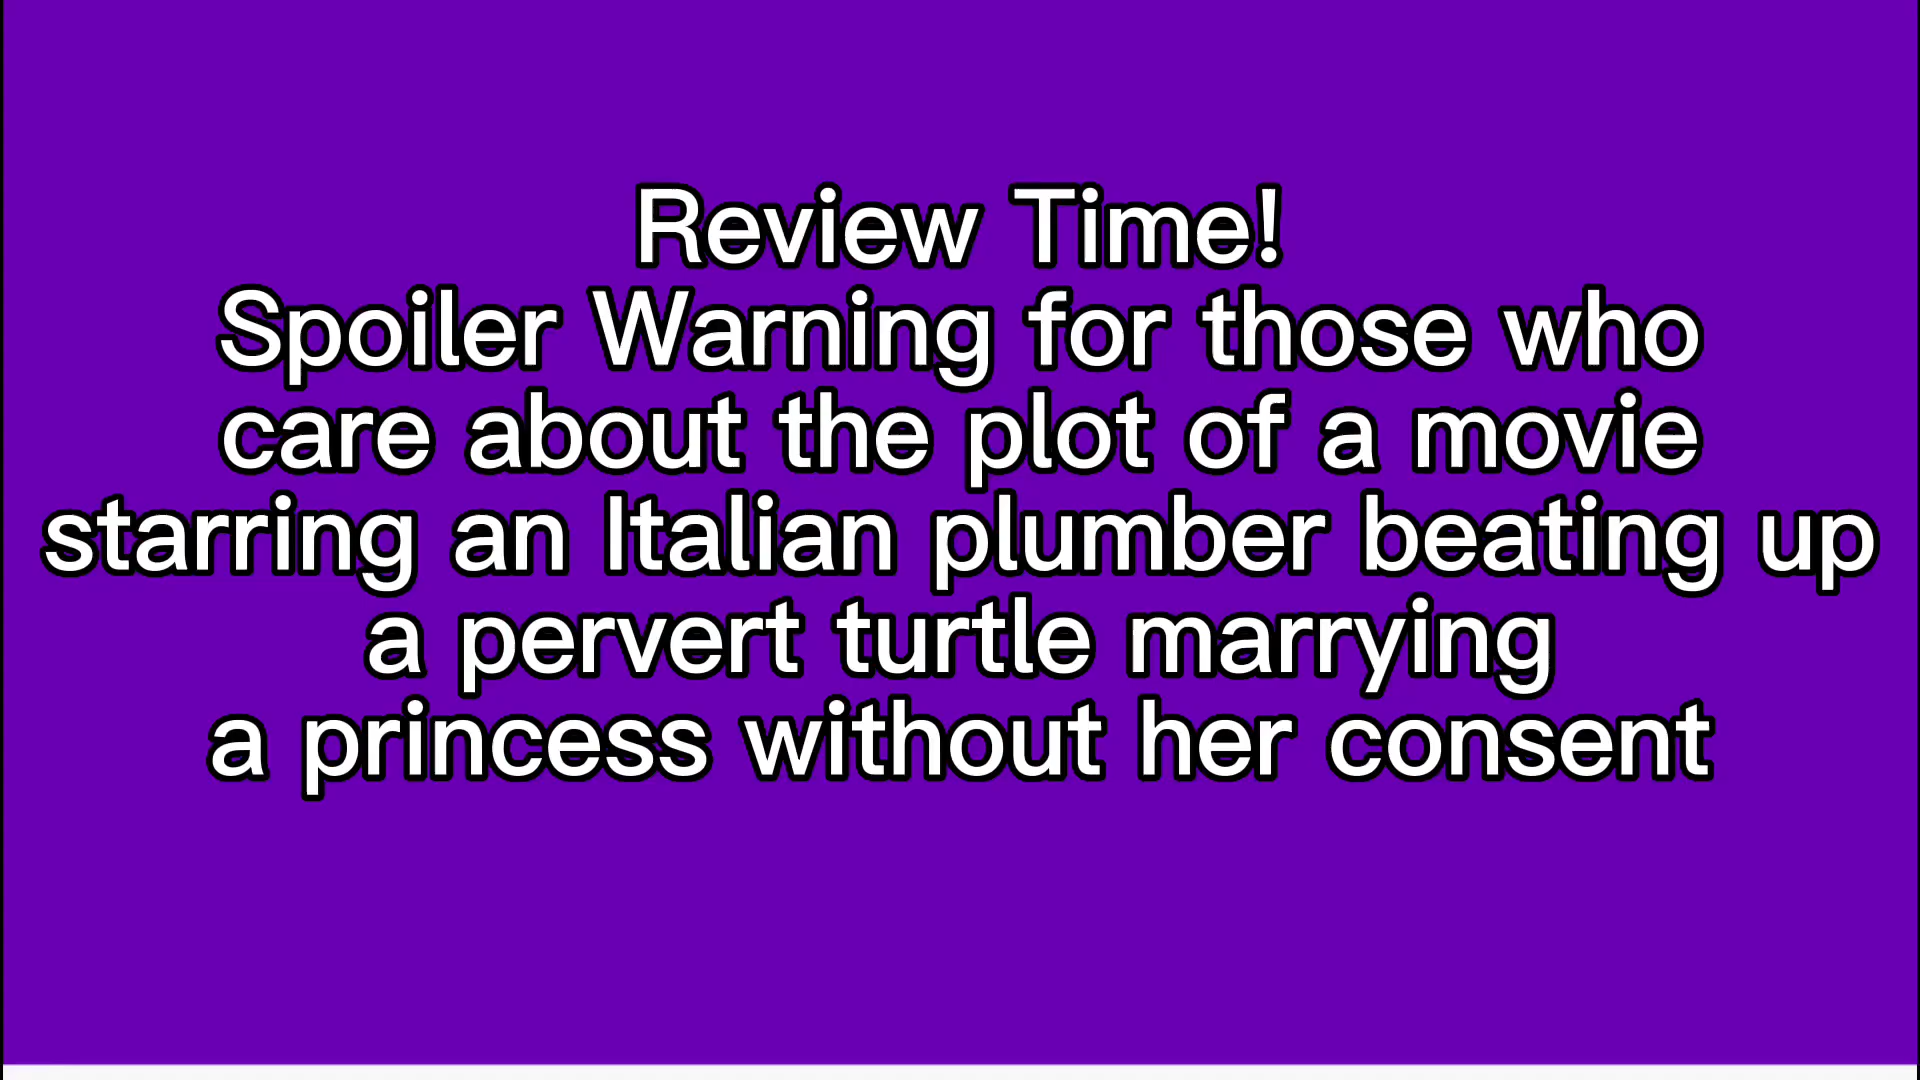 Review Time!
Spoiler Warning for those who
care about the plot of a movie
starring an Italian plumber beating up
a pervert turtle marrying
a princess without her consent